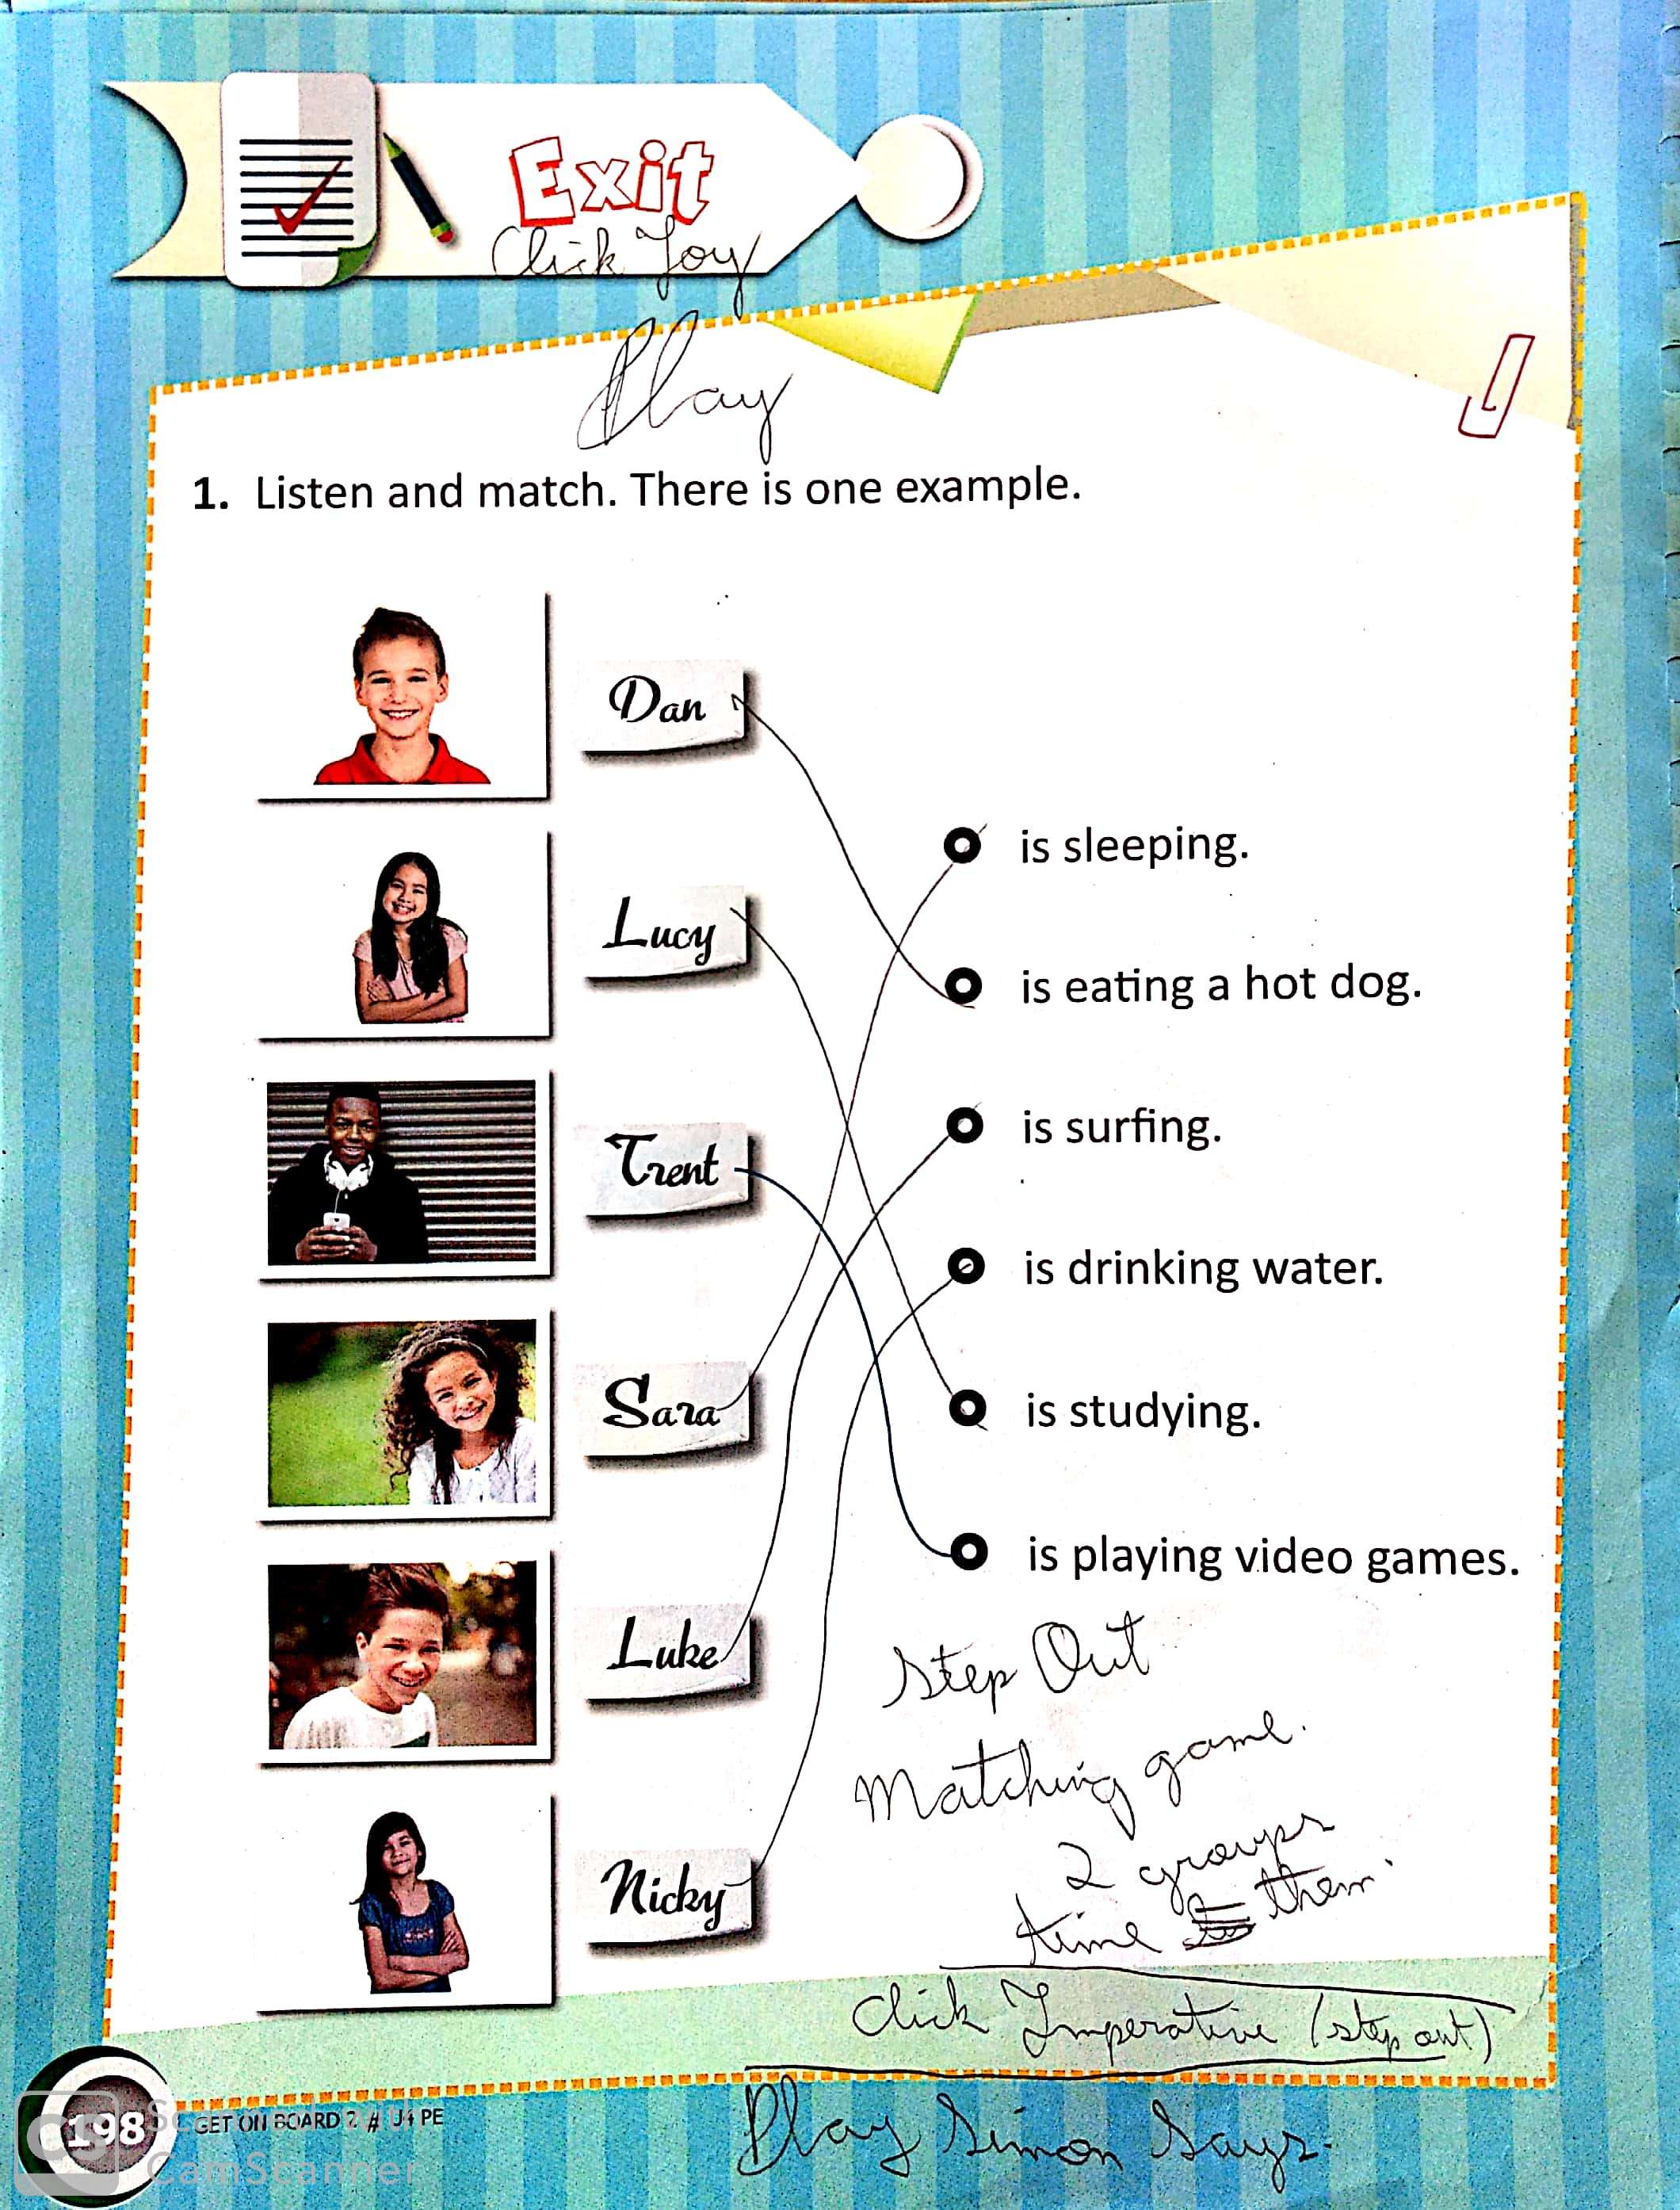 Exit
Click Joy
Play
1. Listen and match. There is one example.
Dan
is sleeping.
Lucy
is eating a hot dog.
is surfing.
Trent
is drinking water.
Sara
is studying.
is playing video games.
Luke
Step Out
Matching game.
2 groups
Nicky
time them.
Click Imperative (step out)
198
GET ON BOARD 2 # U4 PE
CS
CamScanner
Play Simon Says.